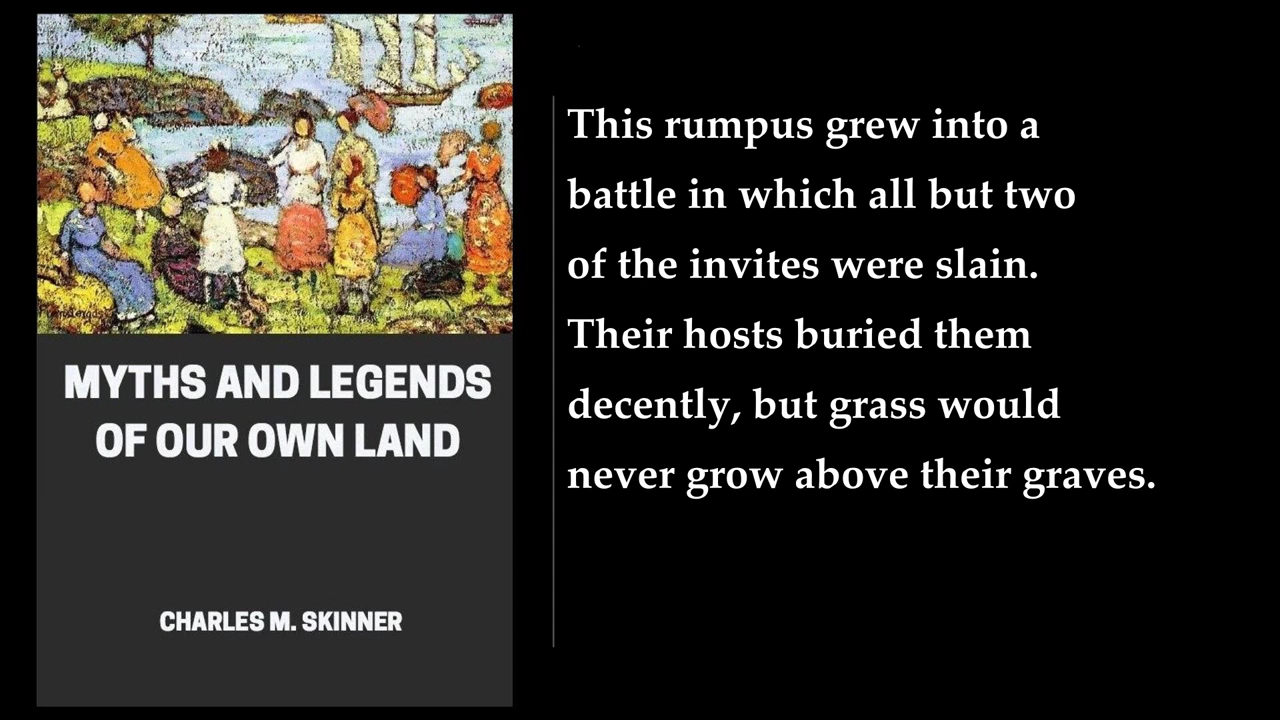 MYTHS AND LEGENDS
OF OUR OWN LAND
CHARLES M. SKINNER
This rumpus grew into a
battle in which all but two
of the invites were slain.
Their hosts buried them
decently, but grass would
never grow above their graves.